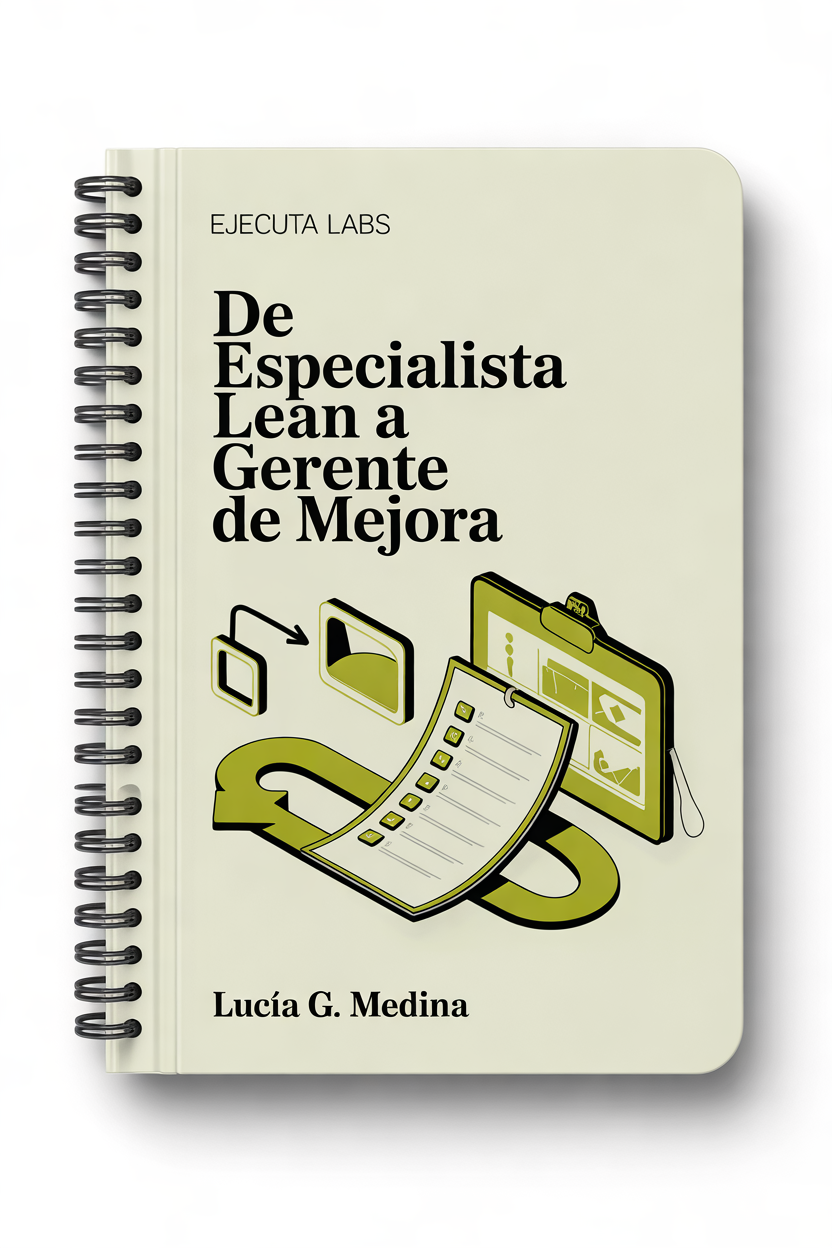 EJECUTA LABS
De
Especialista
Lean a
Gerente
de Mejora
Lucía G. Medina